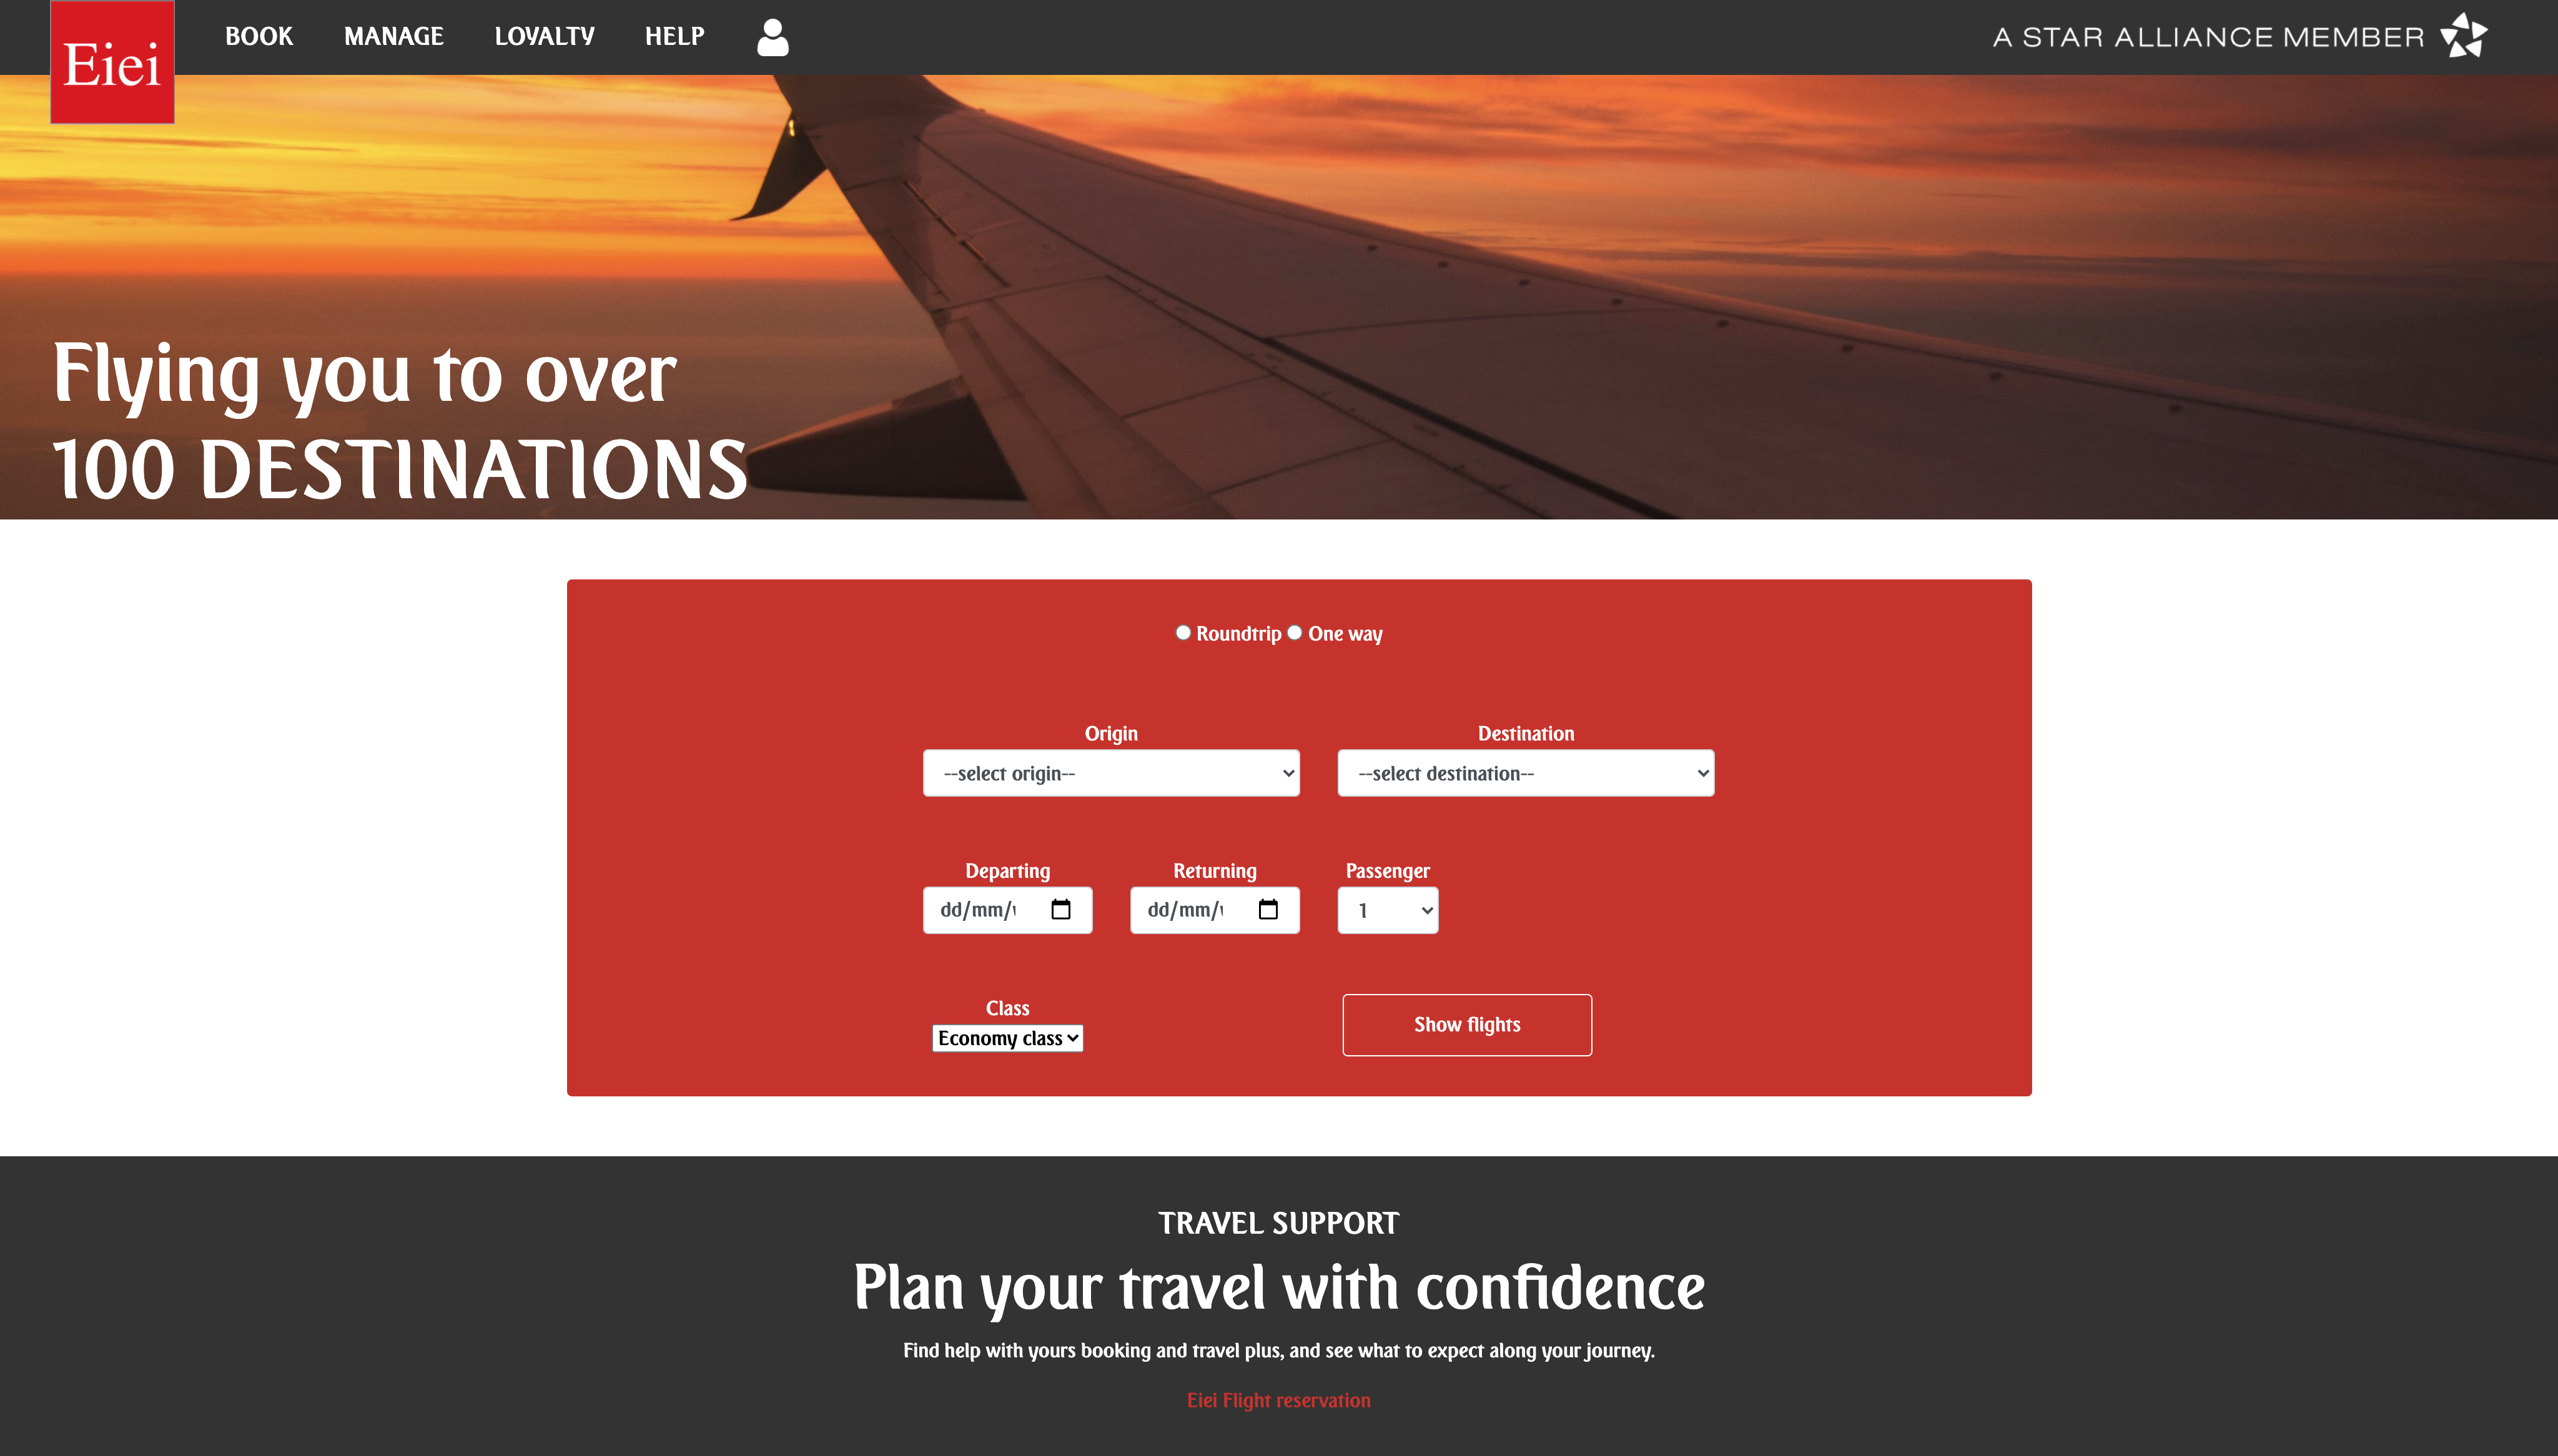 Eiei
BOOK MANAGE LOYALTY HELP
A STAR ALLIANCE MEMBER
Flying you to over
100 DESTINATIONS
Roundtrip One way
Origin Destination
--select origin-- --select destination--
Departing Returning Passenger
dd/mm/ dd/mm/ 1
Class
Economy class
Show flights
TRAVEL SUPPORT
Plan your travel with confidence
Find help with yours booking and travel plus, and see what to expect along your journey.
Eiei Flight reservation